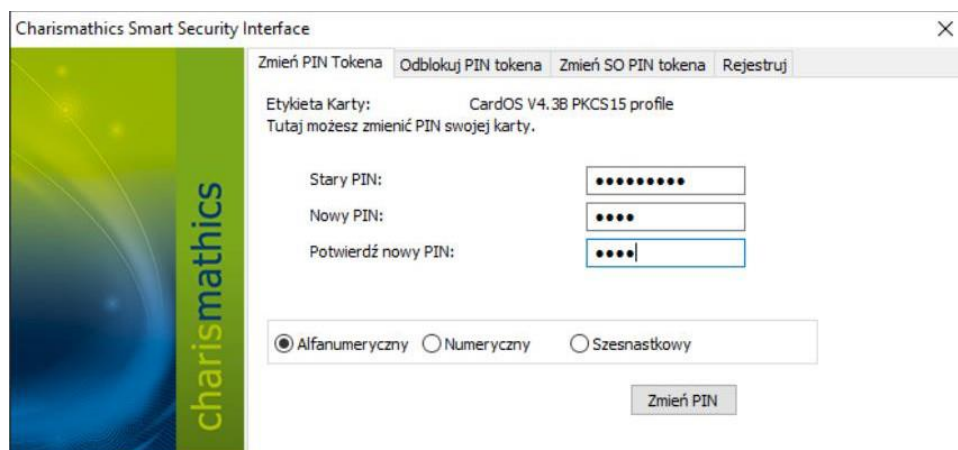 Charismathics Smart Security Interface
charismathics
Zmień PIN Tokena Odblokuj PIN tokena Zmień SO PIN tokena Rejestruj
Etykieta Karty: CardOS V4.3B PKCS15 profile
Tutaj możesz zmienić PIN swojej karty.
Stary PIN: •••••••••
Nowy PIN: ••••
Potwierdź nowy PIN: ••••
Alfanumeryczny Numeryczny Szesnastkowy
Zmień PIN